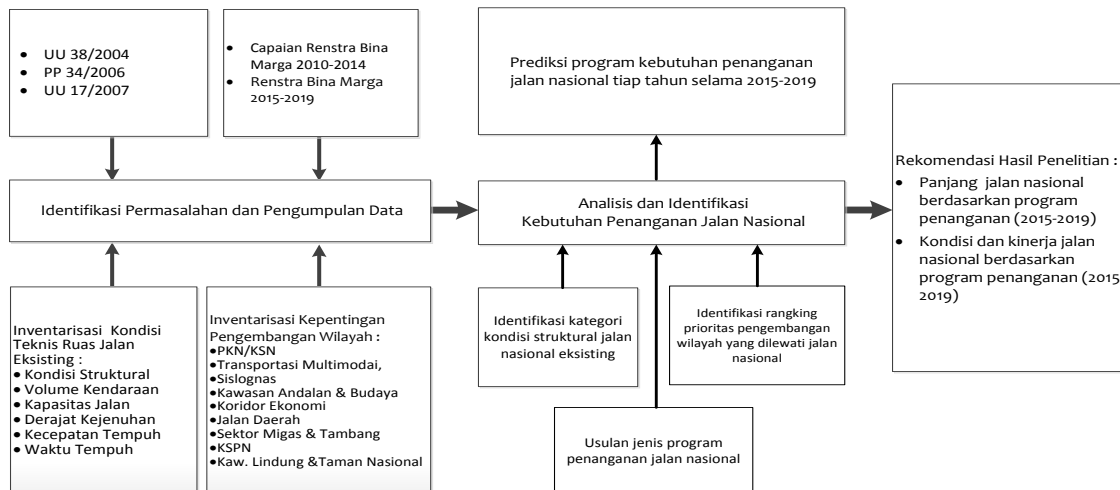 • UU 38/2004
• PP 34/2006
• UU 17/2007
• Capaian Renstra Bina
Marga 2010-2014
• Renstra Bina Marga
2015-2019
Prediksi program kebutuhan penanganan
jalan nasional tiap tahun selama 2015-2019
Identifikasi Permasalahan dan Pengumpulan Data
Analisis dan Identifikasi
Kebutuhan Penanganan Jalan Nasional
Rekomendasi Hasil Penelitian :
• Panjang jalan nasional
berdasarkan program
penanganan (2015-2019)
• Kondisi dan kinerja jalan
nasional berdasarkan
program penanganan (2015
2019)
Inventarisasi Kondisi
Teknis Ruas Jalan
Eksisting :
• Kondisi Struktural
• Volume Kendaraan
• Kapasitas Jalan
• Derajat Kejenuhan
• Kecepatan Tempuh
• Waktu Tempuh
Inventarisasi Kepentingan
Pengembangan Wilayah :
•PKN/KSN
•Transportasi Multimodai,
•Sislognas
•Kawasan Andalan & Budaya
•Koridor Ekonomi
•Jalan Daerah
•Sektor Migas & Tambang
•KSPN
•Kaw. Lindung &Taman Nasional
Identifikasi kategori
kondisi struktural jalan
nasional eksisting
Identifikasi rangking
prioritas pengembangan
wilayah yang dilewati jalan
nasional
Usulan jenis program
penanganan jalan nasional